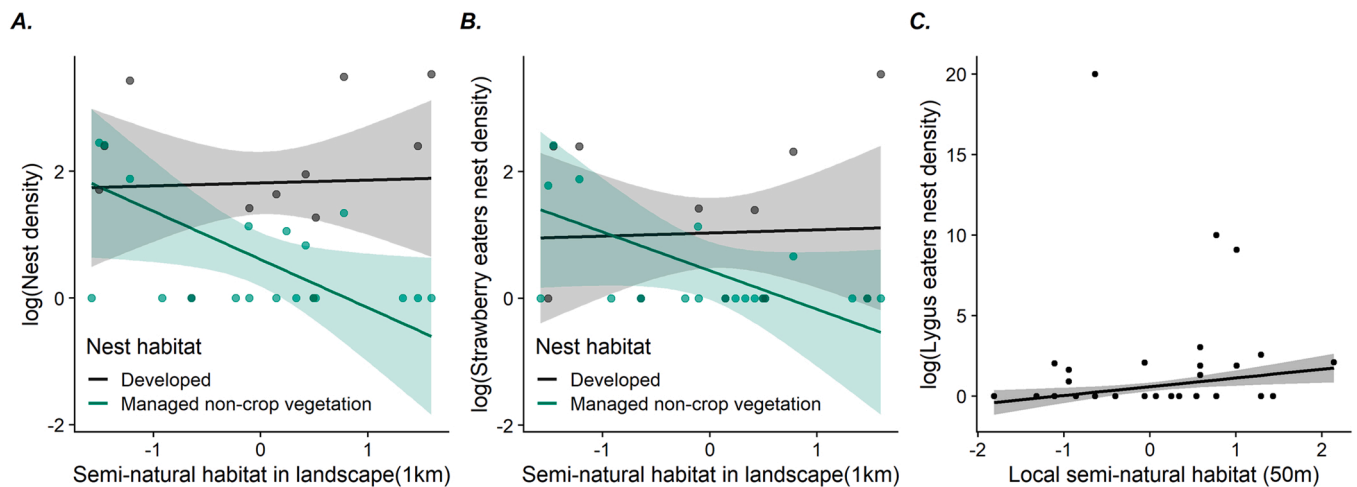 A.
log(Nest density)
2
0
-2
Nest habitat
Developed
Managed non-crop vegetation
-1
0
1
Semi-natural habitat in landscape(1km)
B.
log(Strawberry eaters nest density)
2
0
-2
Nest habitat
Developed
Managed non-crop vegetation
-1
0
1
Semi-natural habitat in landscape(1km)
C.
log(Lygus eaters nest density)
20
15
10
5
0
-2
-1
0
1
2
Local semi-natural habitat (50m)